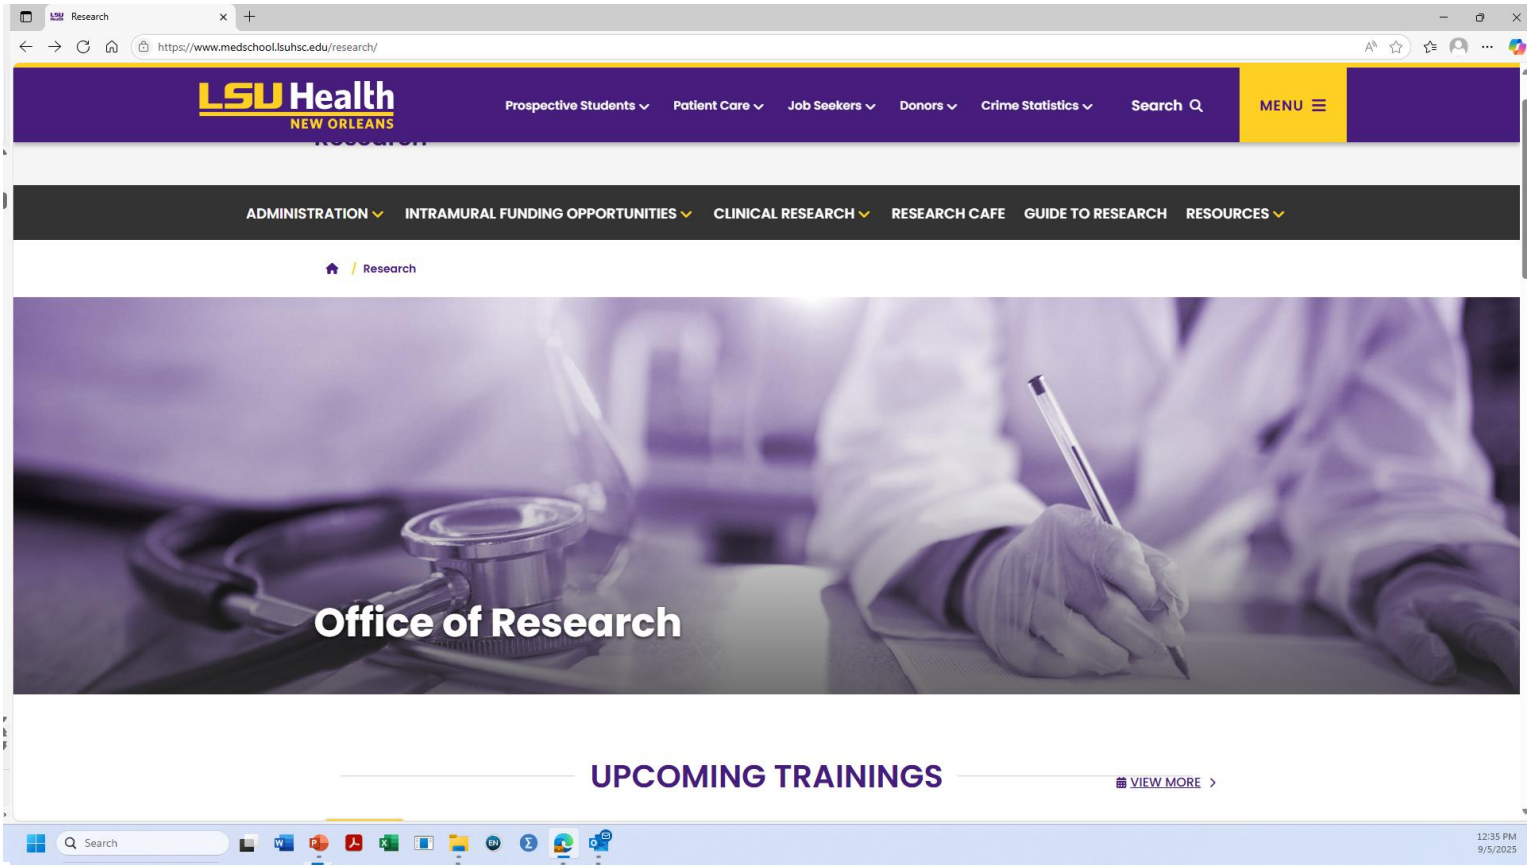 LSU Research
https://www.medschool.lsuhsc.edu/research/
LSU Health
NEW ORLEANS
Prospective Students Patient Care Job Seekers Donors Crime Statistics Search MENU
Research
ADMINISTRATION INTRAMURAL FUNDING OPPORTUNITIES CLINICAL RESEARCH RESEARCH CAFE GUIDE TO RESEARCH RESOURCES
/ Research
Office of Research
UPCOMING TRAININGS
VIEW MORE >
Search
12:35 PM
9/5/2025